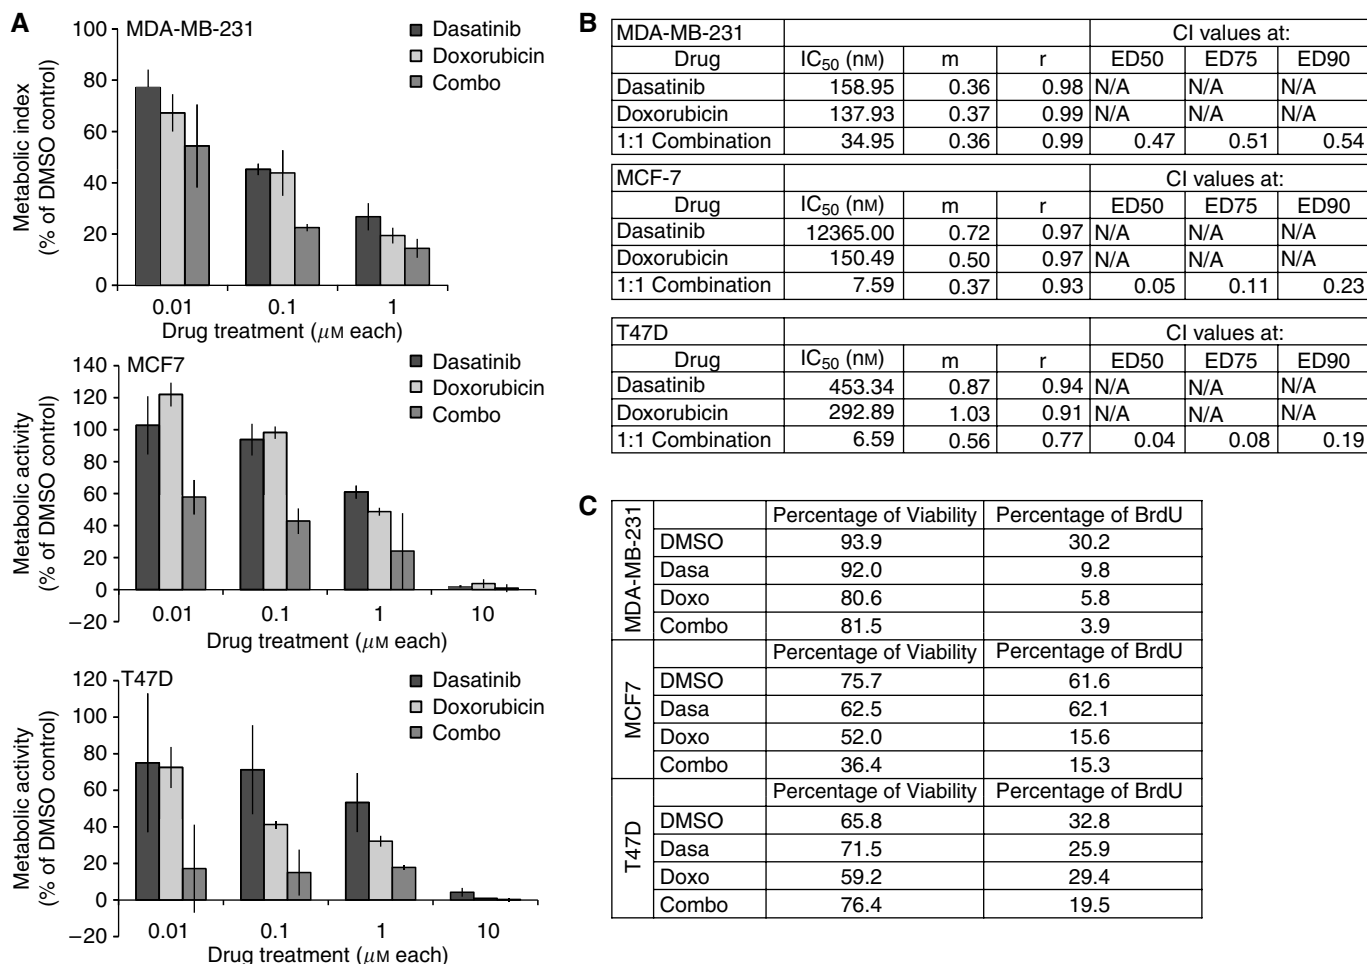 A
MDA-MB-231
Dasatinib
Doxorubicin
Combo
Metabolic index
(% of DMSO control)
100
80
60
40
20
0
0.01 0.1 1
Drug treatment (μM each)
MCF7
Dasatinib
Doxorubicin
Combo
Metabolic activity
(% of DMSO control)
140
120
100
80
60
40
20
0
−20
0.01 0.1 1 10
Drug treatment (μM each)
T47D
Dasatinib
Doxorubicin
Combo
Metabolic activity
(% of DMSO control)
120
100
80
60
40
20
0
−20
0.01 0.1 1 10
Drug treatment (μM each)
B
MDA-MB-231 CI values at:
Drug IC50 (nM) m r ED50 ED75 ED90
Dasatinib 158.95 0.36 0.98 N/A N/A N/A
Doxorubicin 137.93 0.37 0.99 N/A N/A N/A
1:1 Combination 34.95 0.36 0.99 0.47 0.51 0.54
MCF-7 CI values at:
Drug IC50 (nM) m r ED50 ED75 ED90
Dasatinib 12365.00 0.72 0.97 N/A N/A N/A
Doxorubicin 150.49 0.50 0.97 N/A N/A N/A
1:1 Combination 7.59 0.37 0.93 0.05 0.11 0.23
T47D CI values at:
Drug IC50 (nM) m r ED50 ED75 ED90
Dasatinib 453.34 0.87 0.94 N/A N/A N/A
Doxorubicin 292.89 1.03 0.91 N/A N/A N/A
1:1 Combination 6.59 0.56 0.77 0.04 0.08 0.19
C
MDA-MB-231
Percentage of Viability Percentage of BrdU
DMSO 93.9 30.2
Dasa 92.0 9.8
Doxo 80.6 5.8
Combo 81.5 3.9
MCF7
Percentage of Viability Percentage of BrdU
DMSO 75.7 61.6
Dasa 62.5 62.1
Doxo 52.0 15.6
Combo 36.4 15.3
T47D
Percentage of Viability Percentage of BrdU
DMSO 65.8 32.8
Dasa 71.5 25.9
Doxo 59.2 29.4
Combo 76.4 19.5